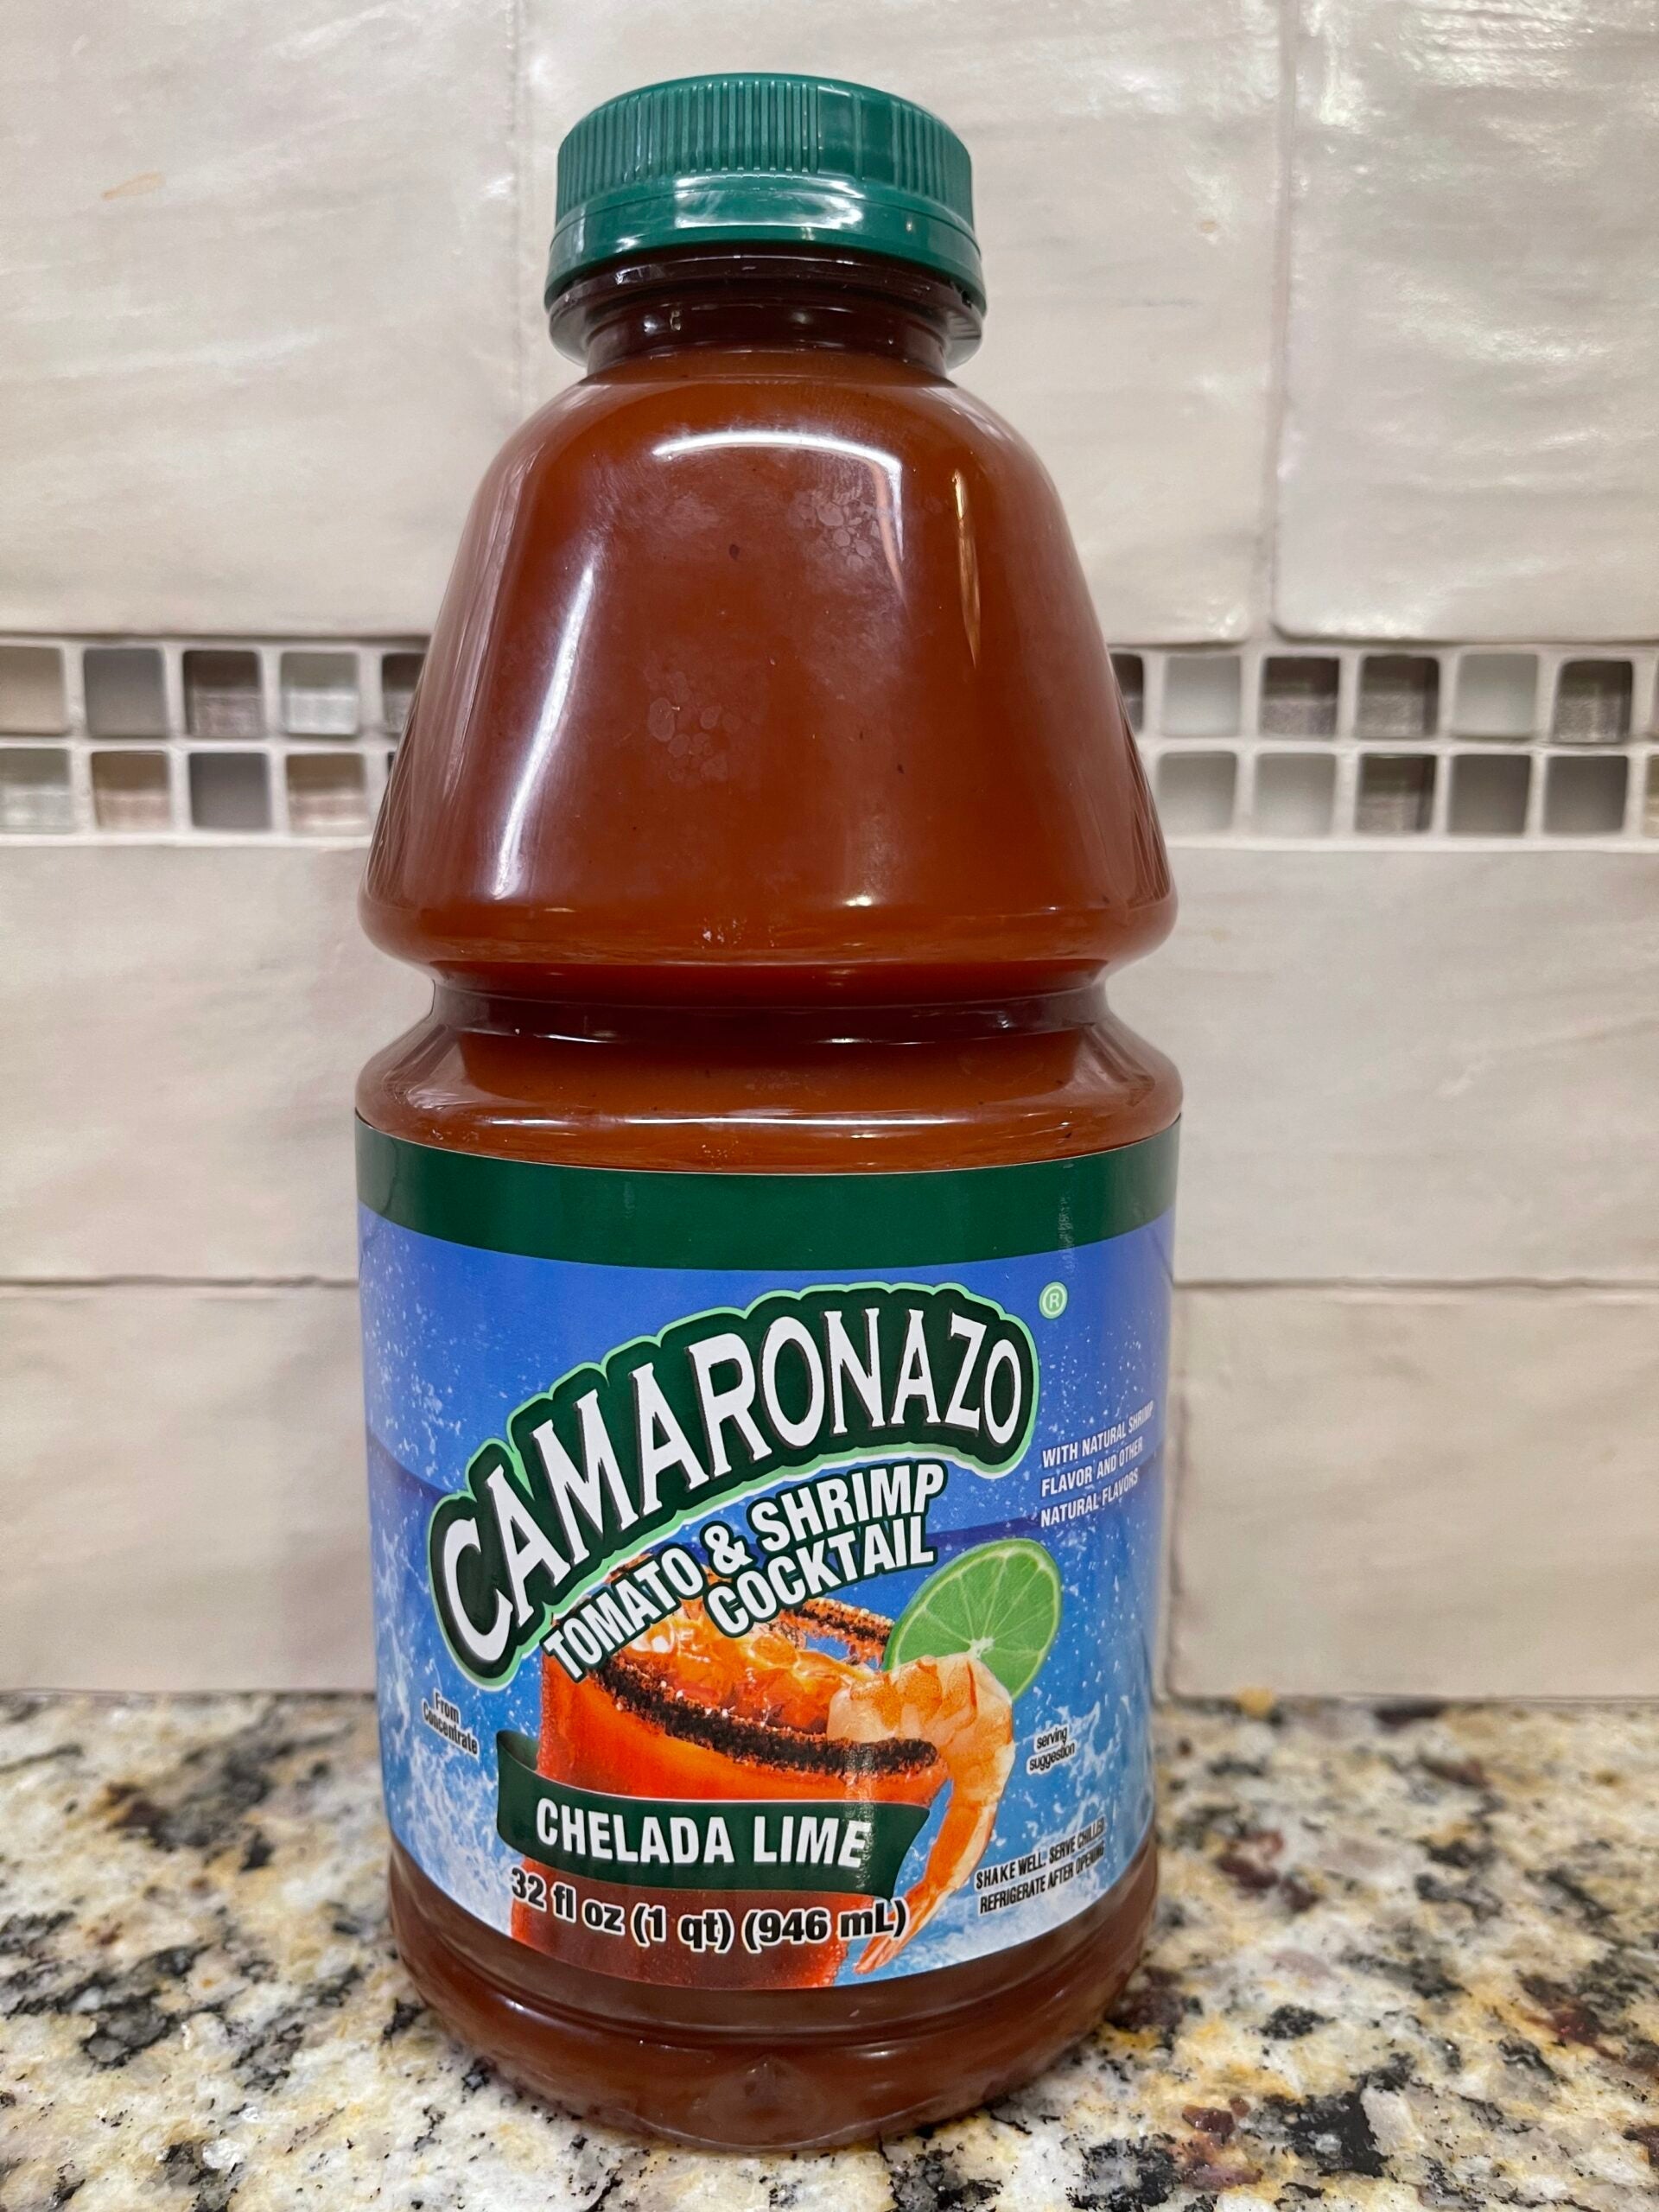 CAMARONAZO®
TOMATO & SHRIMP
COCKTAIL
WITH NATURAL SHRIMP
FLAVOR AND OTHER
NATURAL FLAVORS
From
Concentrate
serving
suggestion
CHELADA LIME
32 fl oz (1 qt) (946 mL)
SHAKE WELL. SERVE CHILLED
REFRIGERATE AFTER OPENING